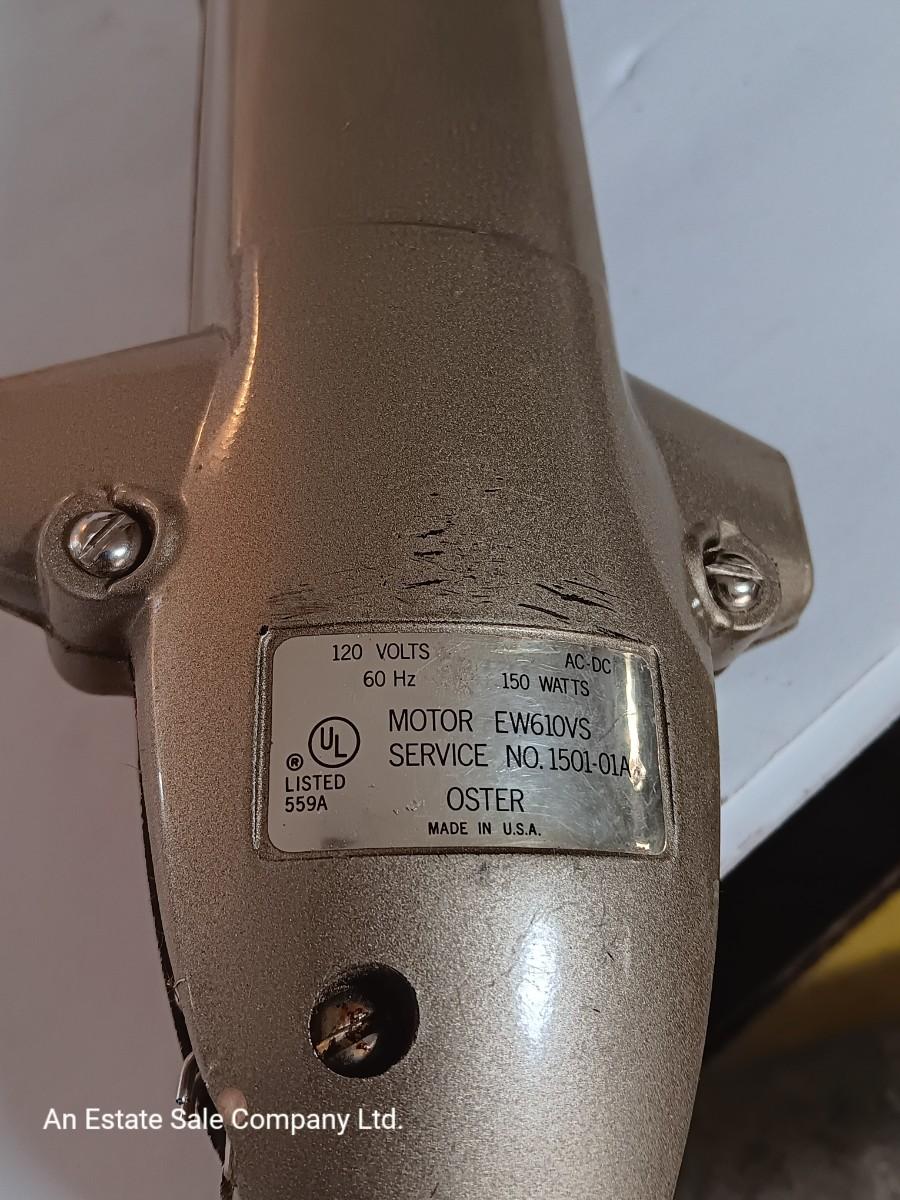 120 VOLTS AC-DC
60 Hz 150 WATTS
MOTOR EW610VS
SERVICE NO. 1501-01A
UL
®
LISTED
559A
OSTER
MADE IN U.S.A.
An Estate Sale Company Ltd.